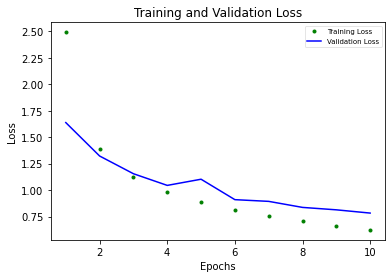 Training and Validation Loss
Training Loss
Validation Loss
Loss
2.50
2.25
2.00
1.75
1.50
1.25
1.00
0.75
2 4 6 8 10
Epochs